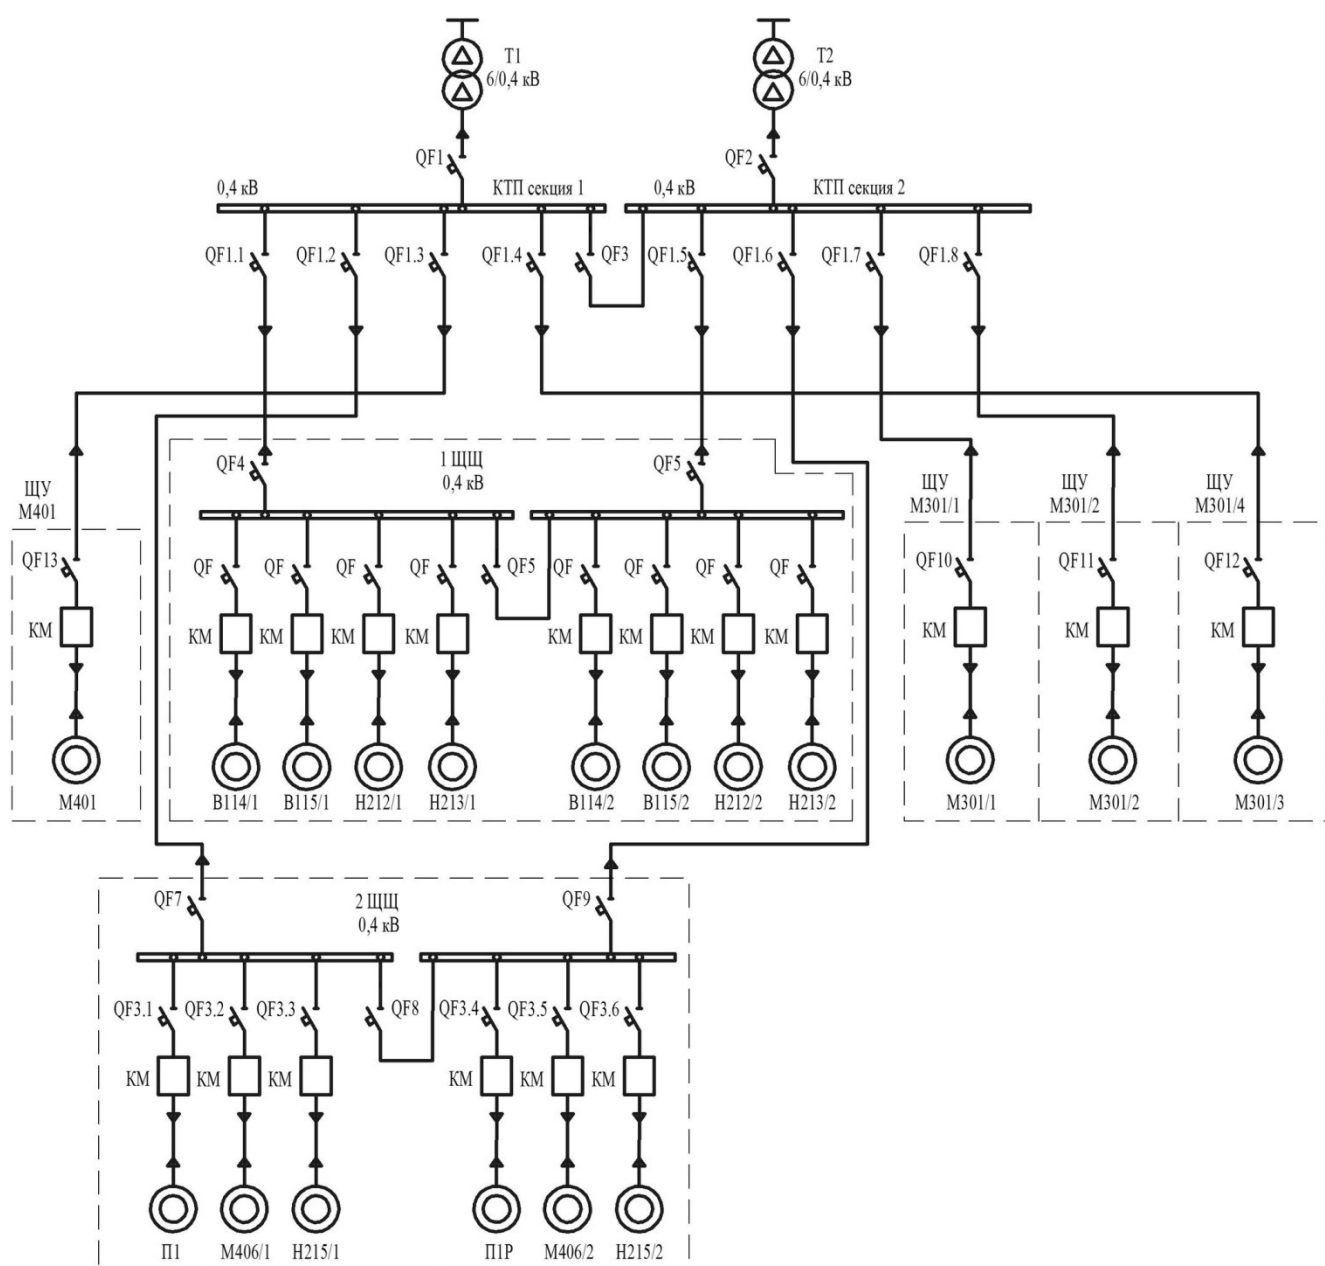 Т1
6/0,4 кВ
Т2
6/0,4 кВ
QF1
QF2
0,4 кВ
КТП секция 1
0,4 кВ
КТП секция 2
QF1.1
QF1.2
QF1.3
QF1.4
QF3
QF1.5
QF1.6
QF1.7
QF1.8
QF4
1 ЩЩ
0,4 кВ
QF5
ЩУ
М401
ЩУ
М301/1
ЩУ
М301/2
ЩУ
М301/4
QF13
QF
QF
QF
QF
QF5
QF
QF
QF
QF
QF10
QF11
QF12
КМ
КМ
КМ
КМ
КМ
КМ
КМ
КМ
КМ
КМ
КМ
КМ
М401
В114/1
В115/1
Н212/1
Н213/1
В114/2
В115/2
Н212/2
Н213/2
М301/1
М301/2
М301/3
QF7
2 ЩЩ
0,4 кВ
QF9
QF3.1
QF3.2
QF3.3
QF8
QF3.4
QF3.5
QF3.6
КМ
КМ
КМ
КМ
КМ
КМ
П1
М406/1
Н215/1
П1Р
М406/2
Н215/2